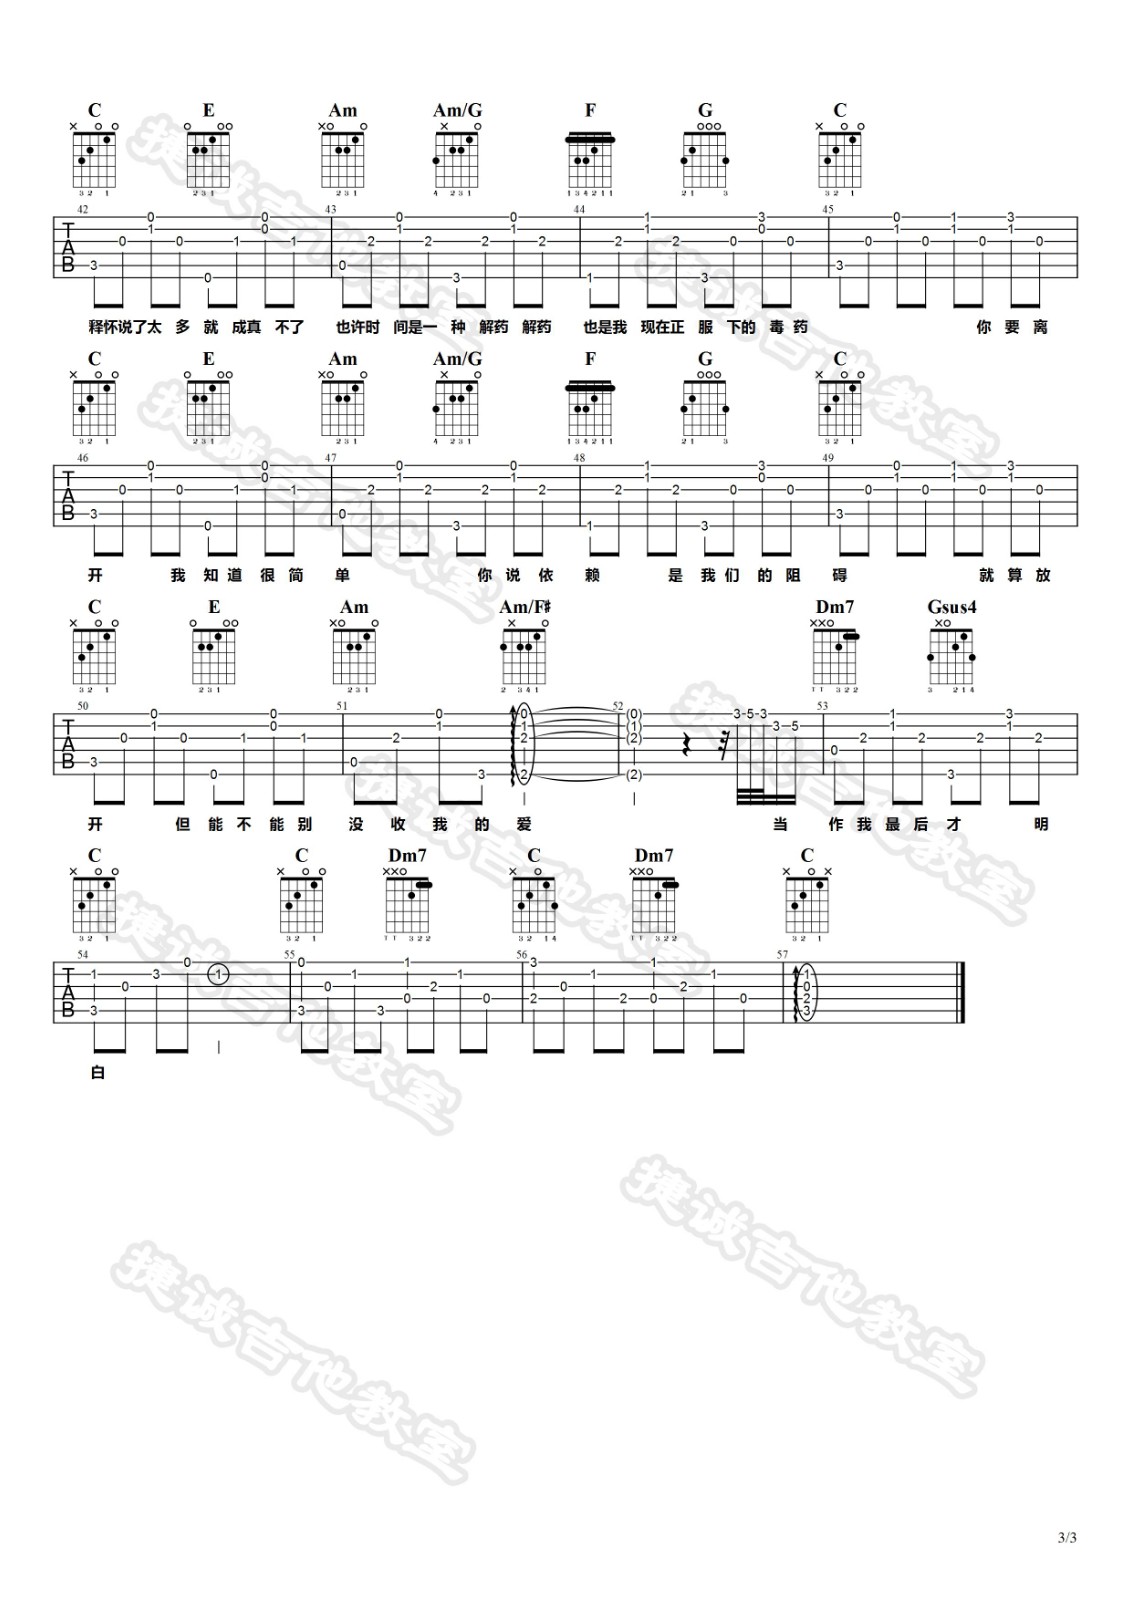 C E Am Am/G F G C
42 43 44 45
释怀说了太多就成真不了 也许时间是一种解药解药 也是我现在正服下的毒药 你要离
C E Am Am/G F G C
46 47 48 49
开 我知道很简单 你说依赖 是我们的阻碍 就算放
C E Am Am/F# Dm7 Gsus4
50 51 52 53
开 但能不能别没收我的爱 当作我最后才明
C C Dm7 C Dm7 C
54 55 56 57
白
3/3
捷诚吉他教室